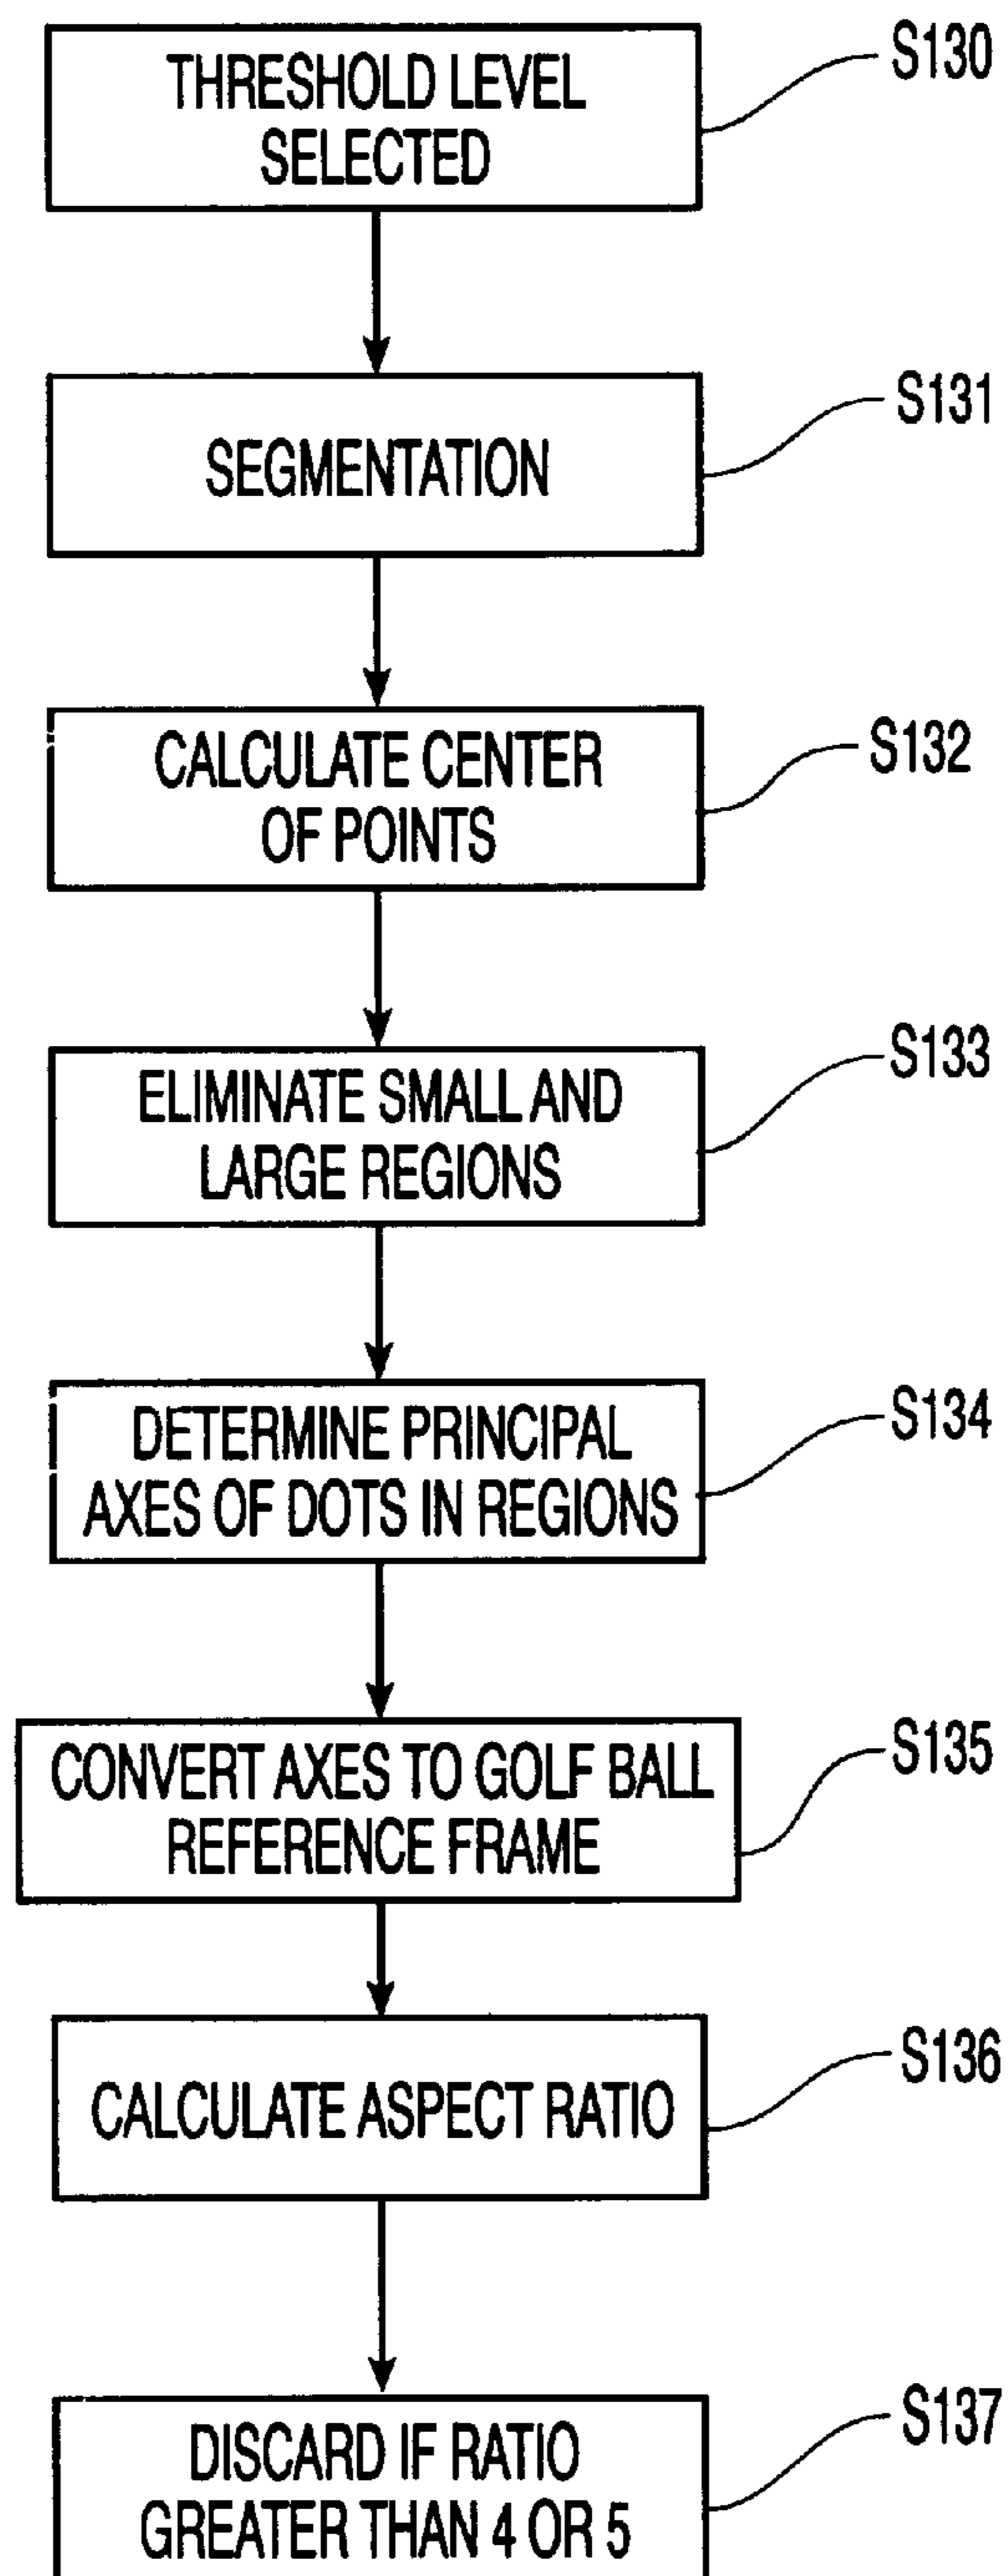 THRESHOLD LEVEL
SELECTED
S130
SEGMENTATION
S131
CALCULATE CENTER
OF POINTS
S132
ELIMINATE SMALL AND
LARGE REGIONS
S133
DETERMINE PRINCIPAL
AXES OF DOTS IN REGIONS
S134
CONVERT AXES TO GOLF BALL
REFERENCE FRAME
S135
CALCULATE ASPECT RATIO
S136
DISCARD IF RATIO
GREATER THAN 4 OR 5
S137